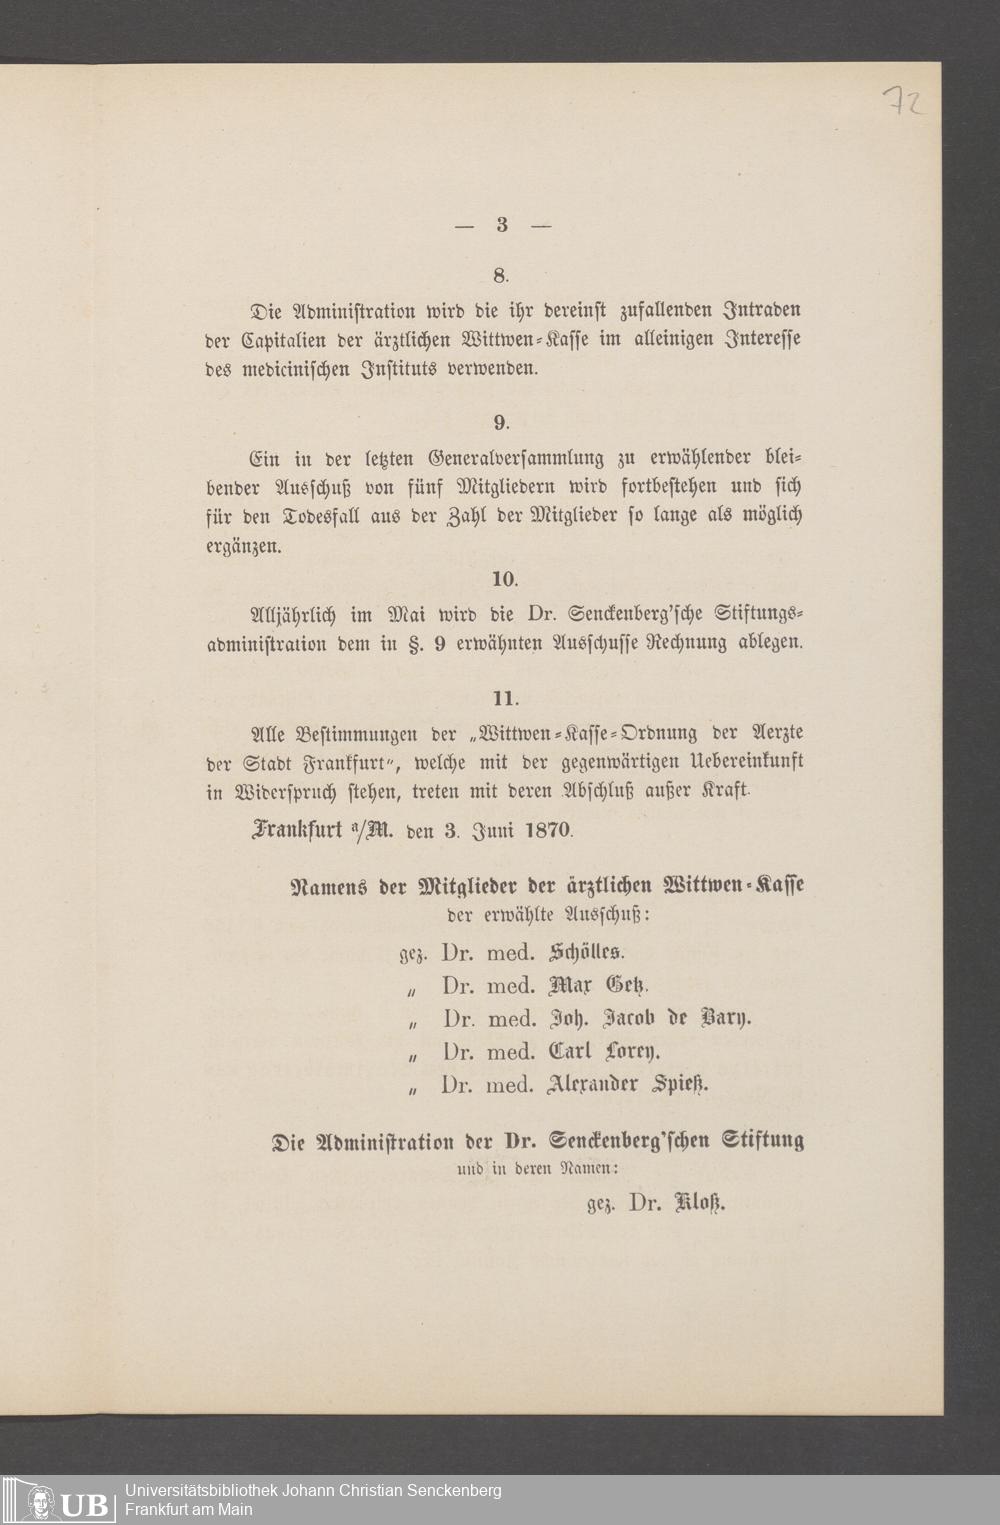 72
— 3 —
8.
Die Administration wird die ihr dereinst zufallenden Intraden
der Capitalien der ärztlichen Wittwen-Kasse im alleinigen Interesse
des medicinischen Instituts verwenden.
9.
Ein in der letzten Generalversammlung zu erwählender blei-
bender Ausschuß von fünf Mitgliedern wird fortbestehen und sich
für den Todesfall aus der Zahl der Mitglieder so lange als möglich
ergänzen.
10.
Alljährlich im Mai wird die Dr. Senckenberg'sche Stiftungs-
administration dem in §. 9 erwähnten Ausschusse Rechnung ablegen.
11.
Alle Bestimmungen der „Wittwen-Kasse-Ordnung der Aerzte
der Stadt Frankfurt“, welche mit der gegenwärtigen Uebereinkunft
in Widerspruch stehen, treten mit deren Abschluß außer Kraft.
Frankfurt a/M. den 3. Juni 1870.
Namens der Mitglieder der ärztlichen Wittwen-Kasse
der erwählte Ausschuß:
gez. Dr. med. Schölles.
„ Dr. med. Max Getz.
„ Dr. med. Joh. Jacob de Bary.
„ Dr. med. Carl Lorey.
„ Dr. med. Alexander Spieß.
Die Administration der Dr. Senckenberg'schen Stiftung
und in deren Namen:
gez. Dr. Kloß.
UB
Universitätsbibliothek Johann Christian Senckenberg
Frankfurt am Main